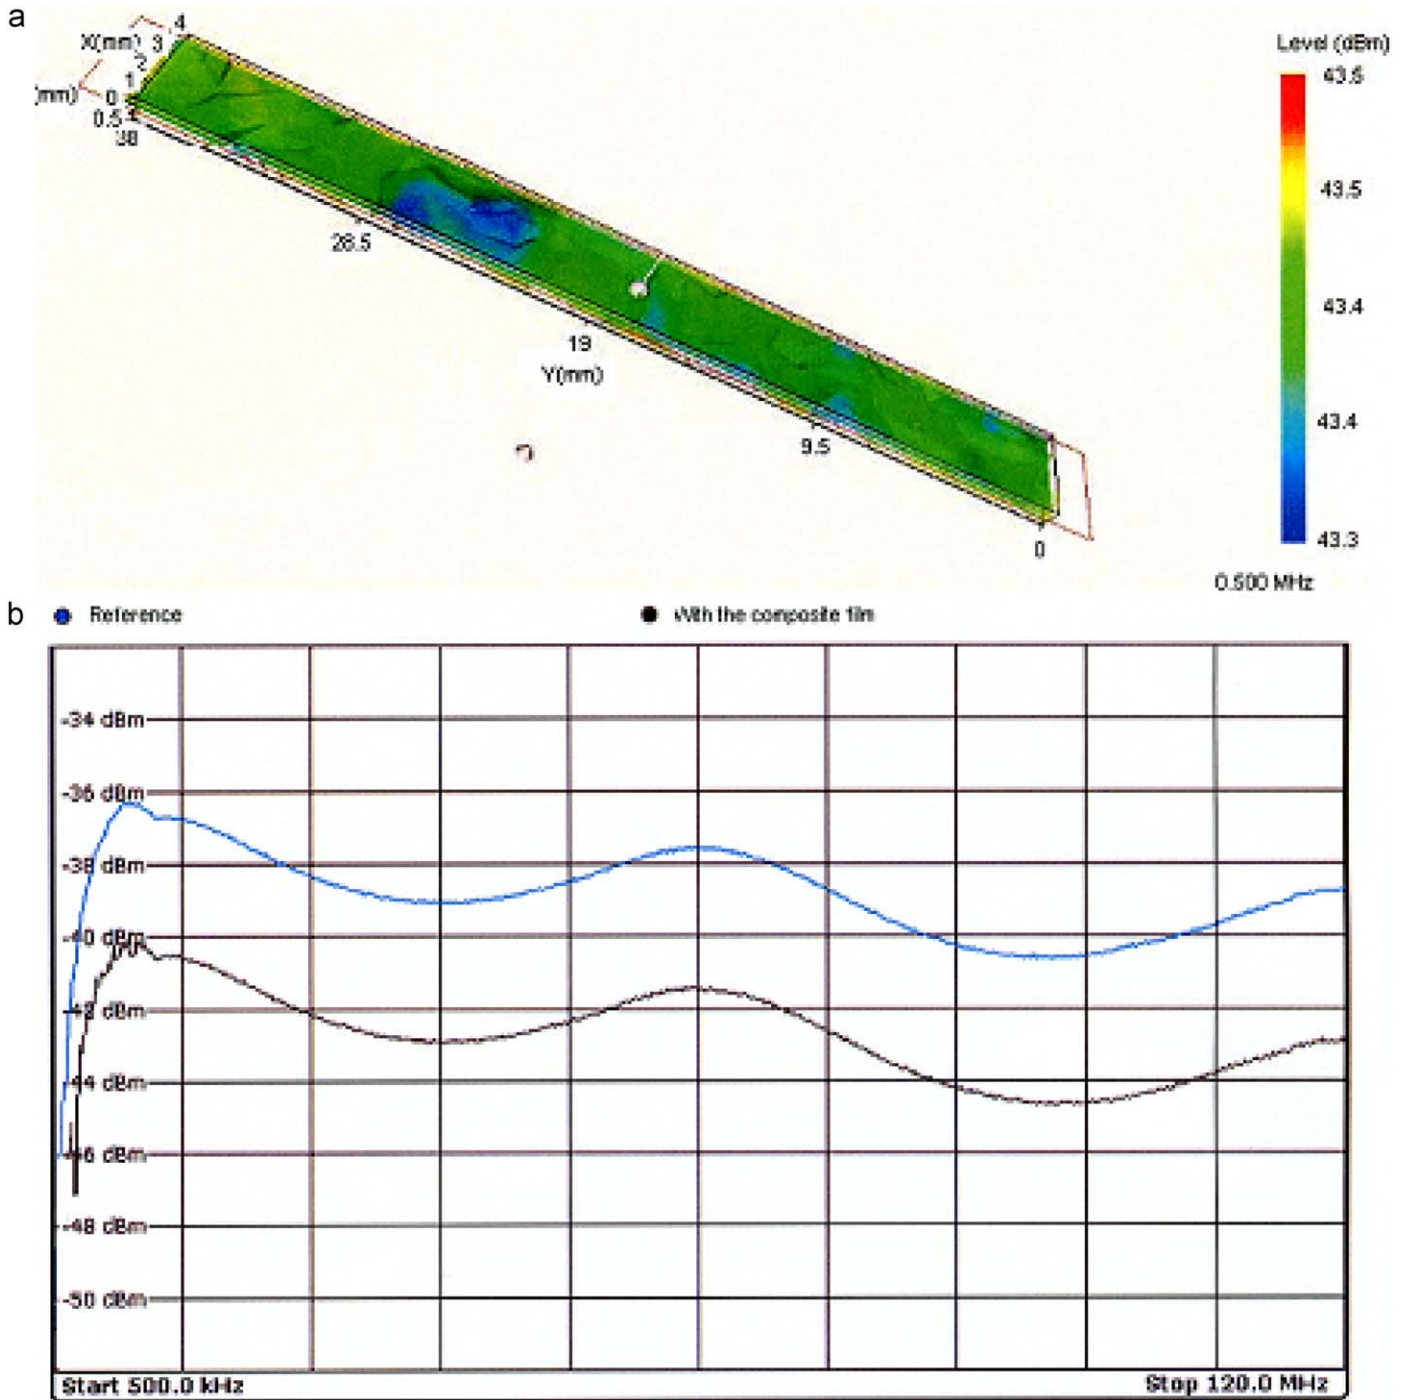 a
Level (dBm)
4
X(mm) 3
2
1
(mm) 0
0.5
38
28.5
19
Y(mm)
9.5
0
43.5
43.5
43.4
43.4
43.3
0.500 MHz
b Reference With the composite film
-34 dBm
-36 dBm
-38 dBm
-40 dBm
-42 dBm
-44 dBm
-46 dBm
-48 dBm
-50 dBm
Start 500.0 kHz Stop 120.0 MHz